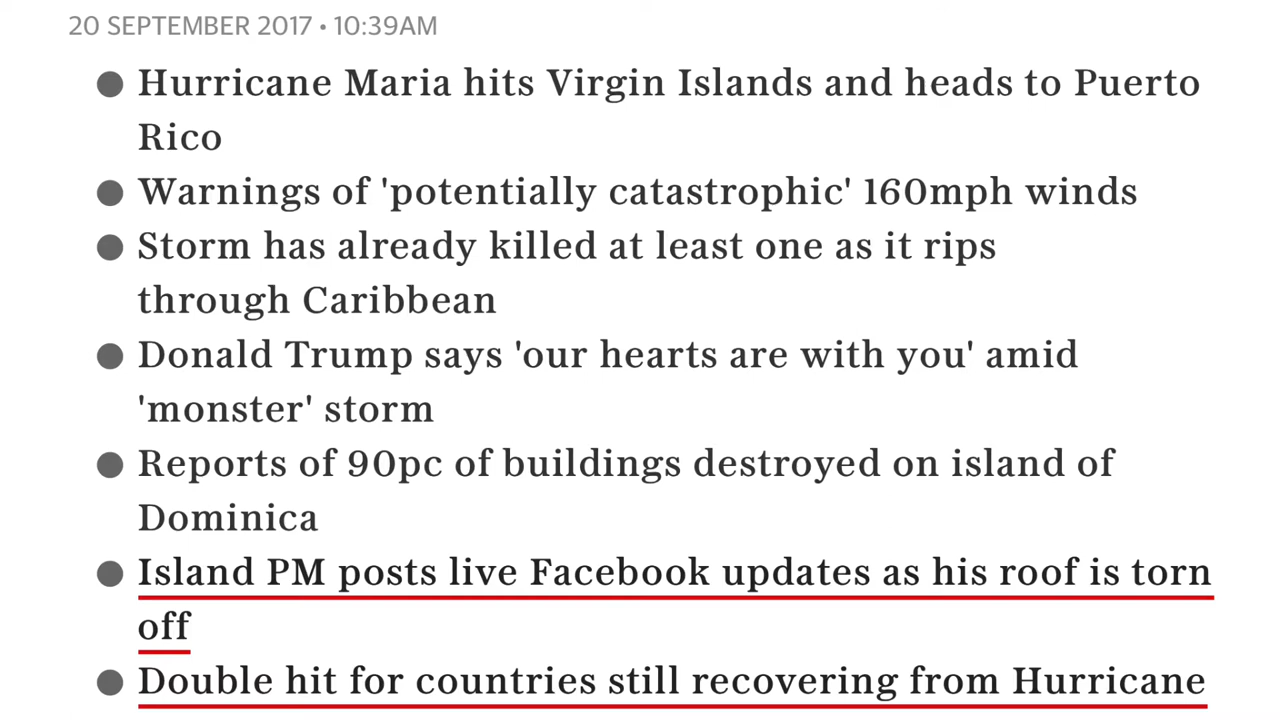 20 SEPTEMBER 2017 • 10:39AM
● Hurricane Maria hits Virgin Islands and heads to Puerto
Rico
● Warnings of 'potentially catastrophic' 160mph winds
● Storm has already killed at least one as it rips
through Caribbean
● Donald Trump says 'our hearts are with you' amid
'monster' storm
● Reports of 90pc of buildings destroyed on island of
Dominica
● Island PM posts live Facebook updates as his roof is torn
off
● Double hit for countries still recovering from Hurricane